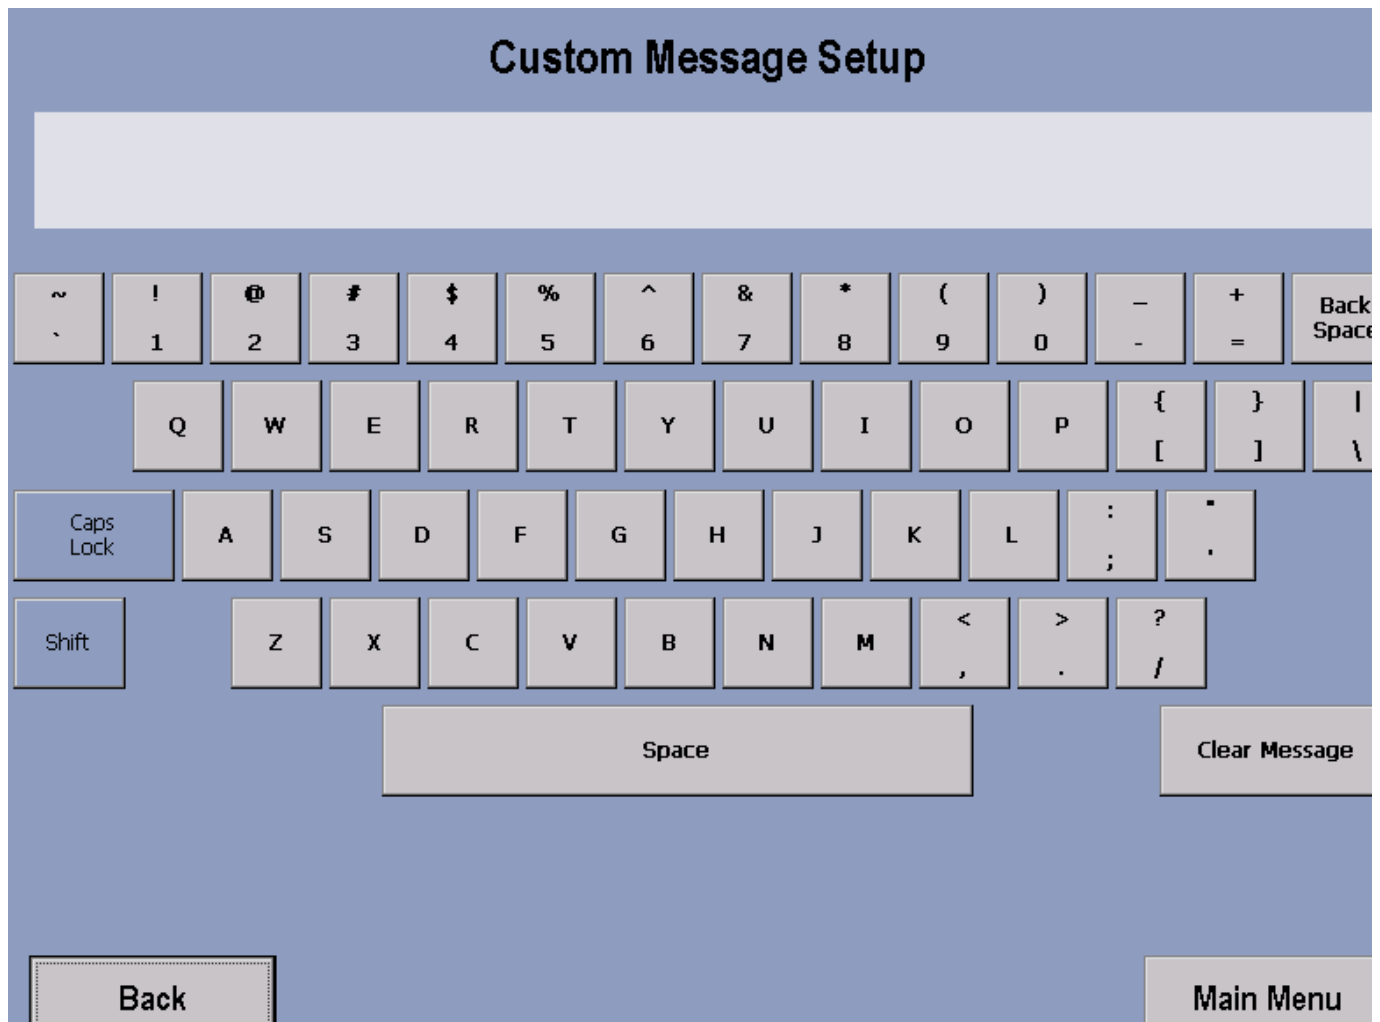 Custom Message Setup
~ ! @ # $ % ^ & * ( ) _ +
` 1 2 3 4 5 6 7 8 9 0 - =
Back
Space
Q W E R T Y U I O P { } |
[ ] \
Caps
Lock
A S D F G H J K L : "
; '
Shift
Z X C V B N M < > ?
, . /
Space
Clear Message
Back
Main Menu